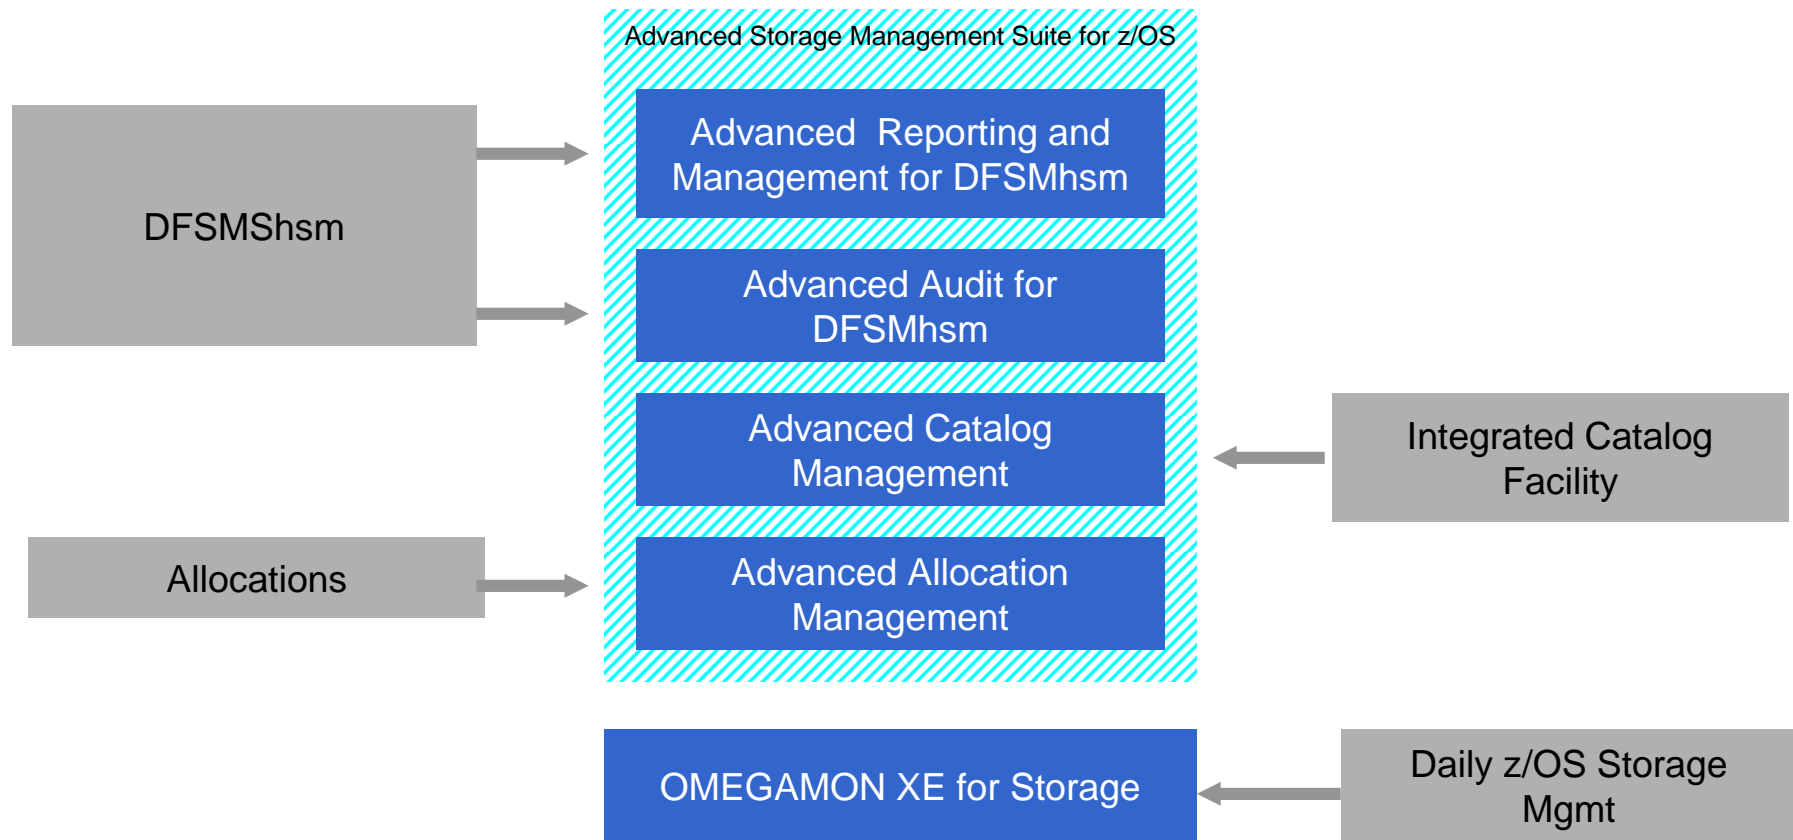 Advanced Storage Management Suite for z/OS
Advanced  Reporting and
Management for DFSMhsm
DFSMShsm
Advanced Audit for
DFSMhsm
Advanced Catalog
Management
Integrated Catalog
Facility
Allocations
Advanced Allocation
Management
OMEGAMON XE for Storage
Daily z/OS Storage
Mgmt